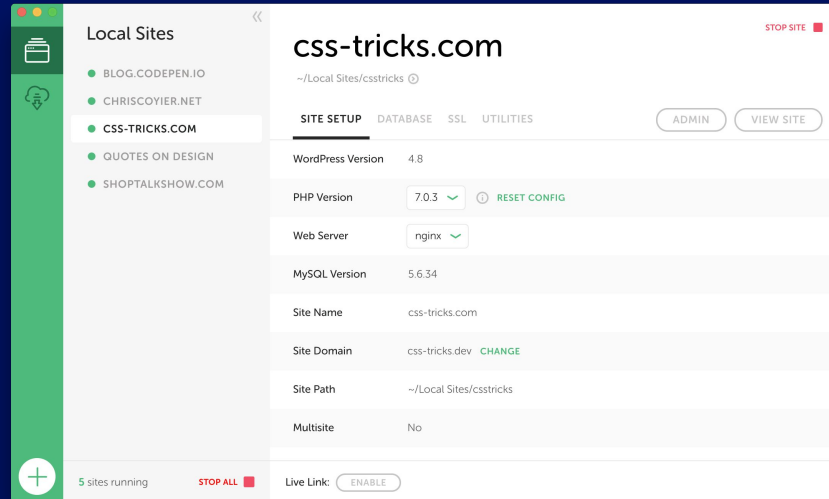 Local Sites
BLOG.CODEPEN.IO
CHRISCOYIER.NET
CSS-TRICKS.COM
QUOTES ON DESIGN
SHOPTALKSHOW.COM
5 sites running STOP ALL
css-tricks.com
STOP SITE
~/Local Sites/csstricks
SITE SETUP DATABASE SSL UTILITIES
ADMIN VIEW SITE
WordPress Version 4.8
PHP Version 7.0.3 RESET CONFIG
Web Server nginx
MySQL Version 5.6.34
Site Name css-tricks.com
Site Domain css-tricks.dev CHANGE
Site Path ~/Local Sites/csstricks
Multisite No
Live Link: ENABLE